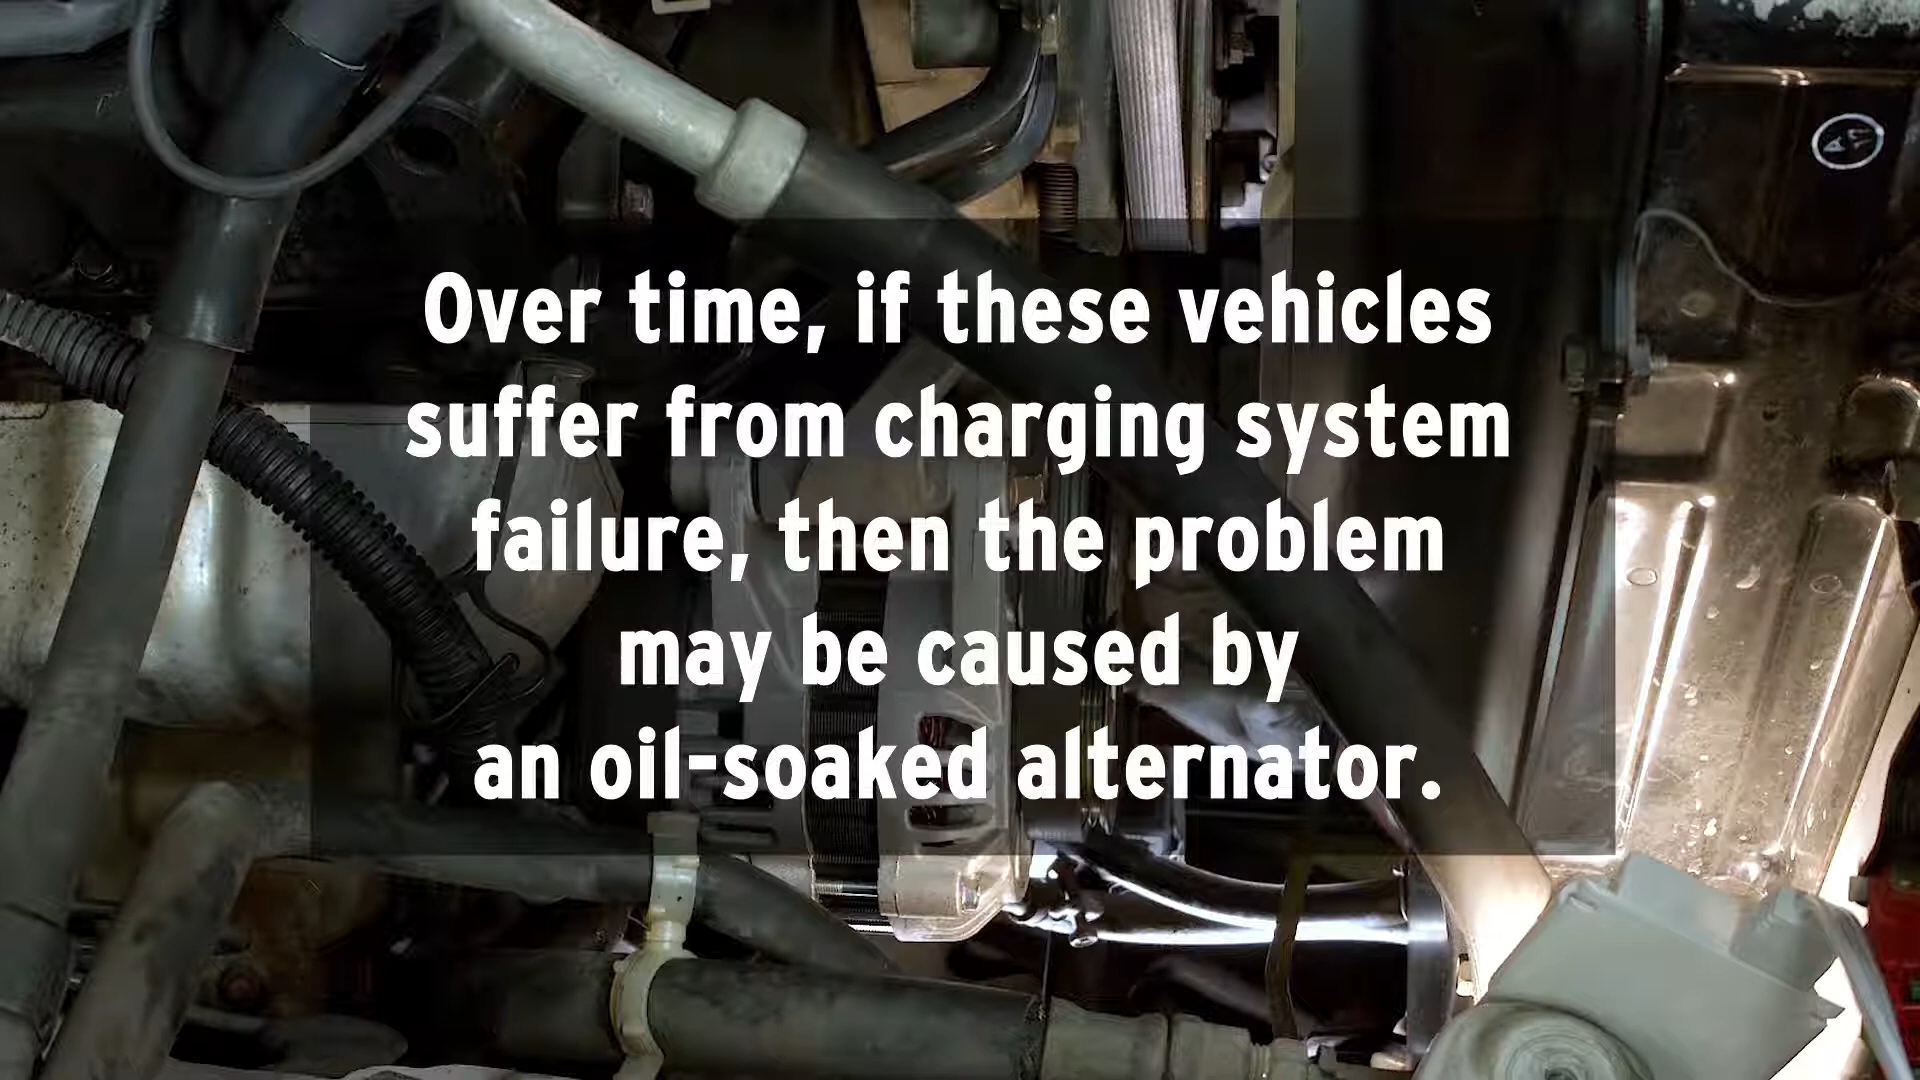 Over time, if these vehicles
suffer from charging system
failure, then the problem
may be caused by
an oil-soaked alternator.